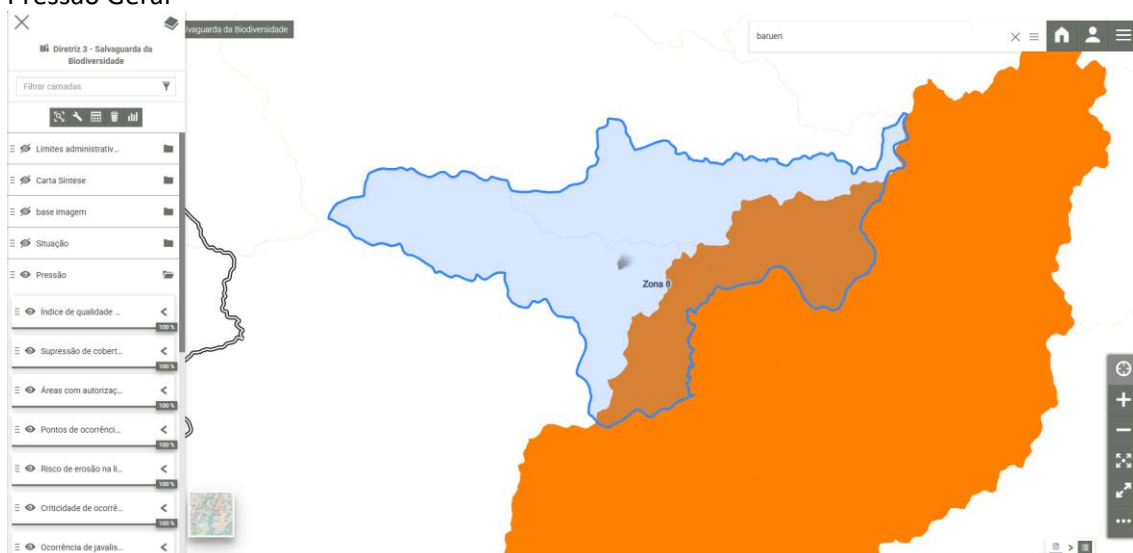 Pressão Geral
Diretriz 3 - Salvaguarda da
Biodiversidade
Filtrar camadas
Limites administrativ...
Carta Síntese
base imagem
Situação
Pressão
Índice de qualidade ...
100 %
Supressão de cobert...
100 %
Áreas com autorizaç...
100 %
Pontos de ocorrênci...
100 %
Risco de erosão na li...
100 %
Criticidade de ocorrê...
100 %
Ocorrência de javalis...
lvaguarda da Biodiversidade
barueri
Zona 8